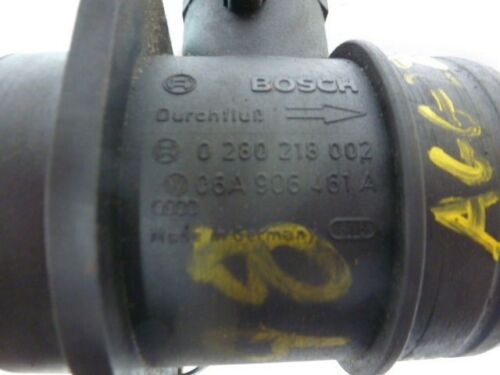 BOSCH
Durchfluß
0 280 218 002
06A 906 461 A
Made in Germany